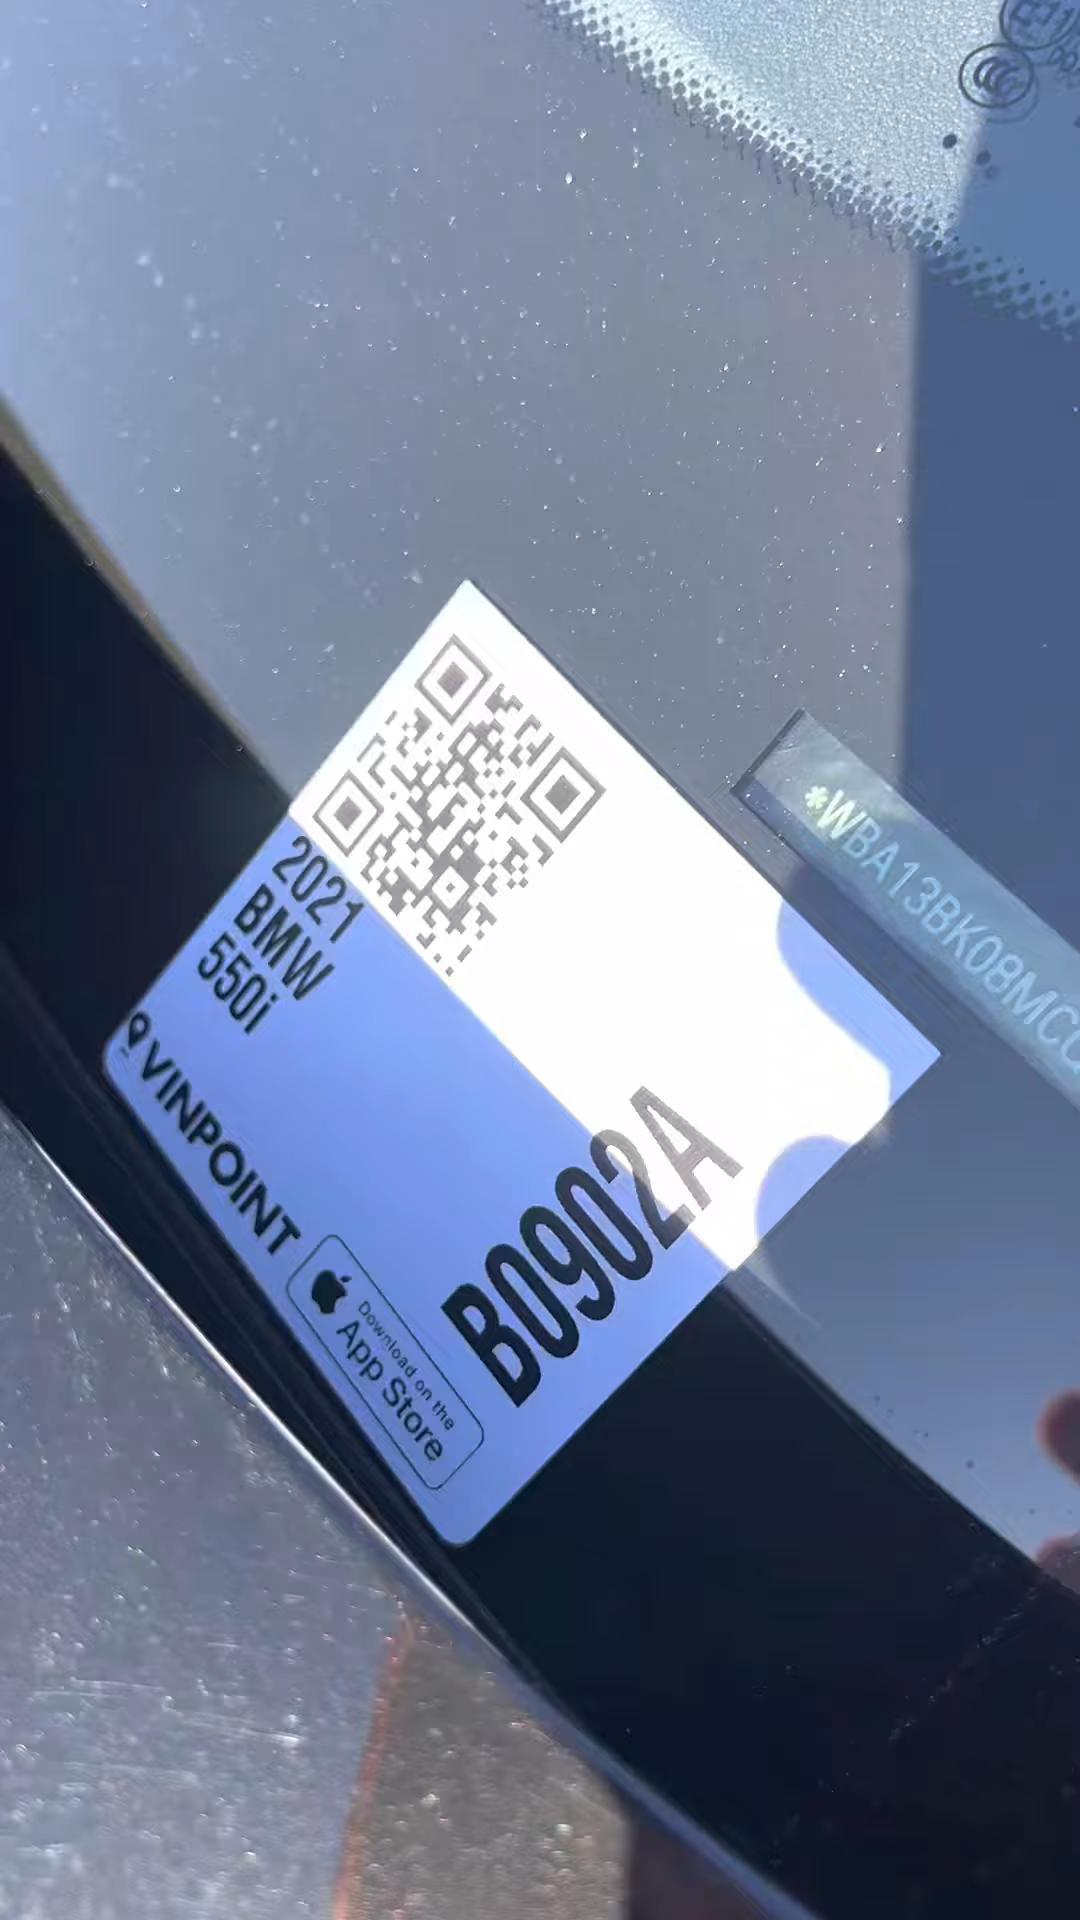 2021
BMW
550i
VINPOINT
Download on the
App Store
B0902A
*WBA13BK08MC